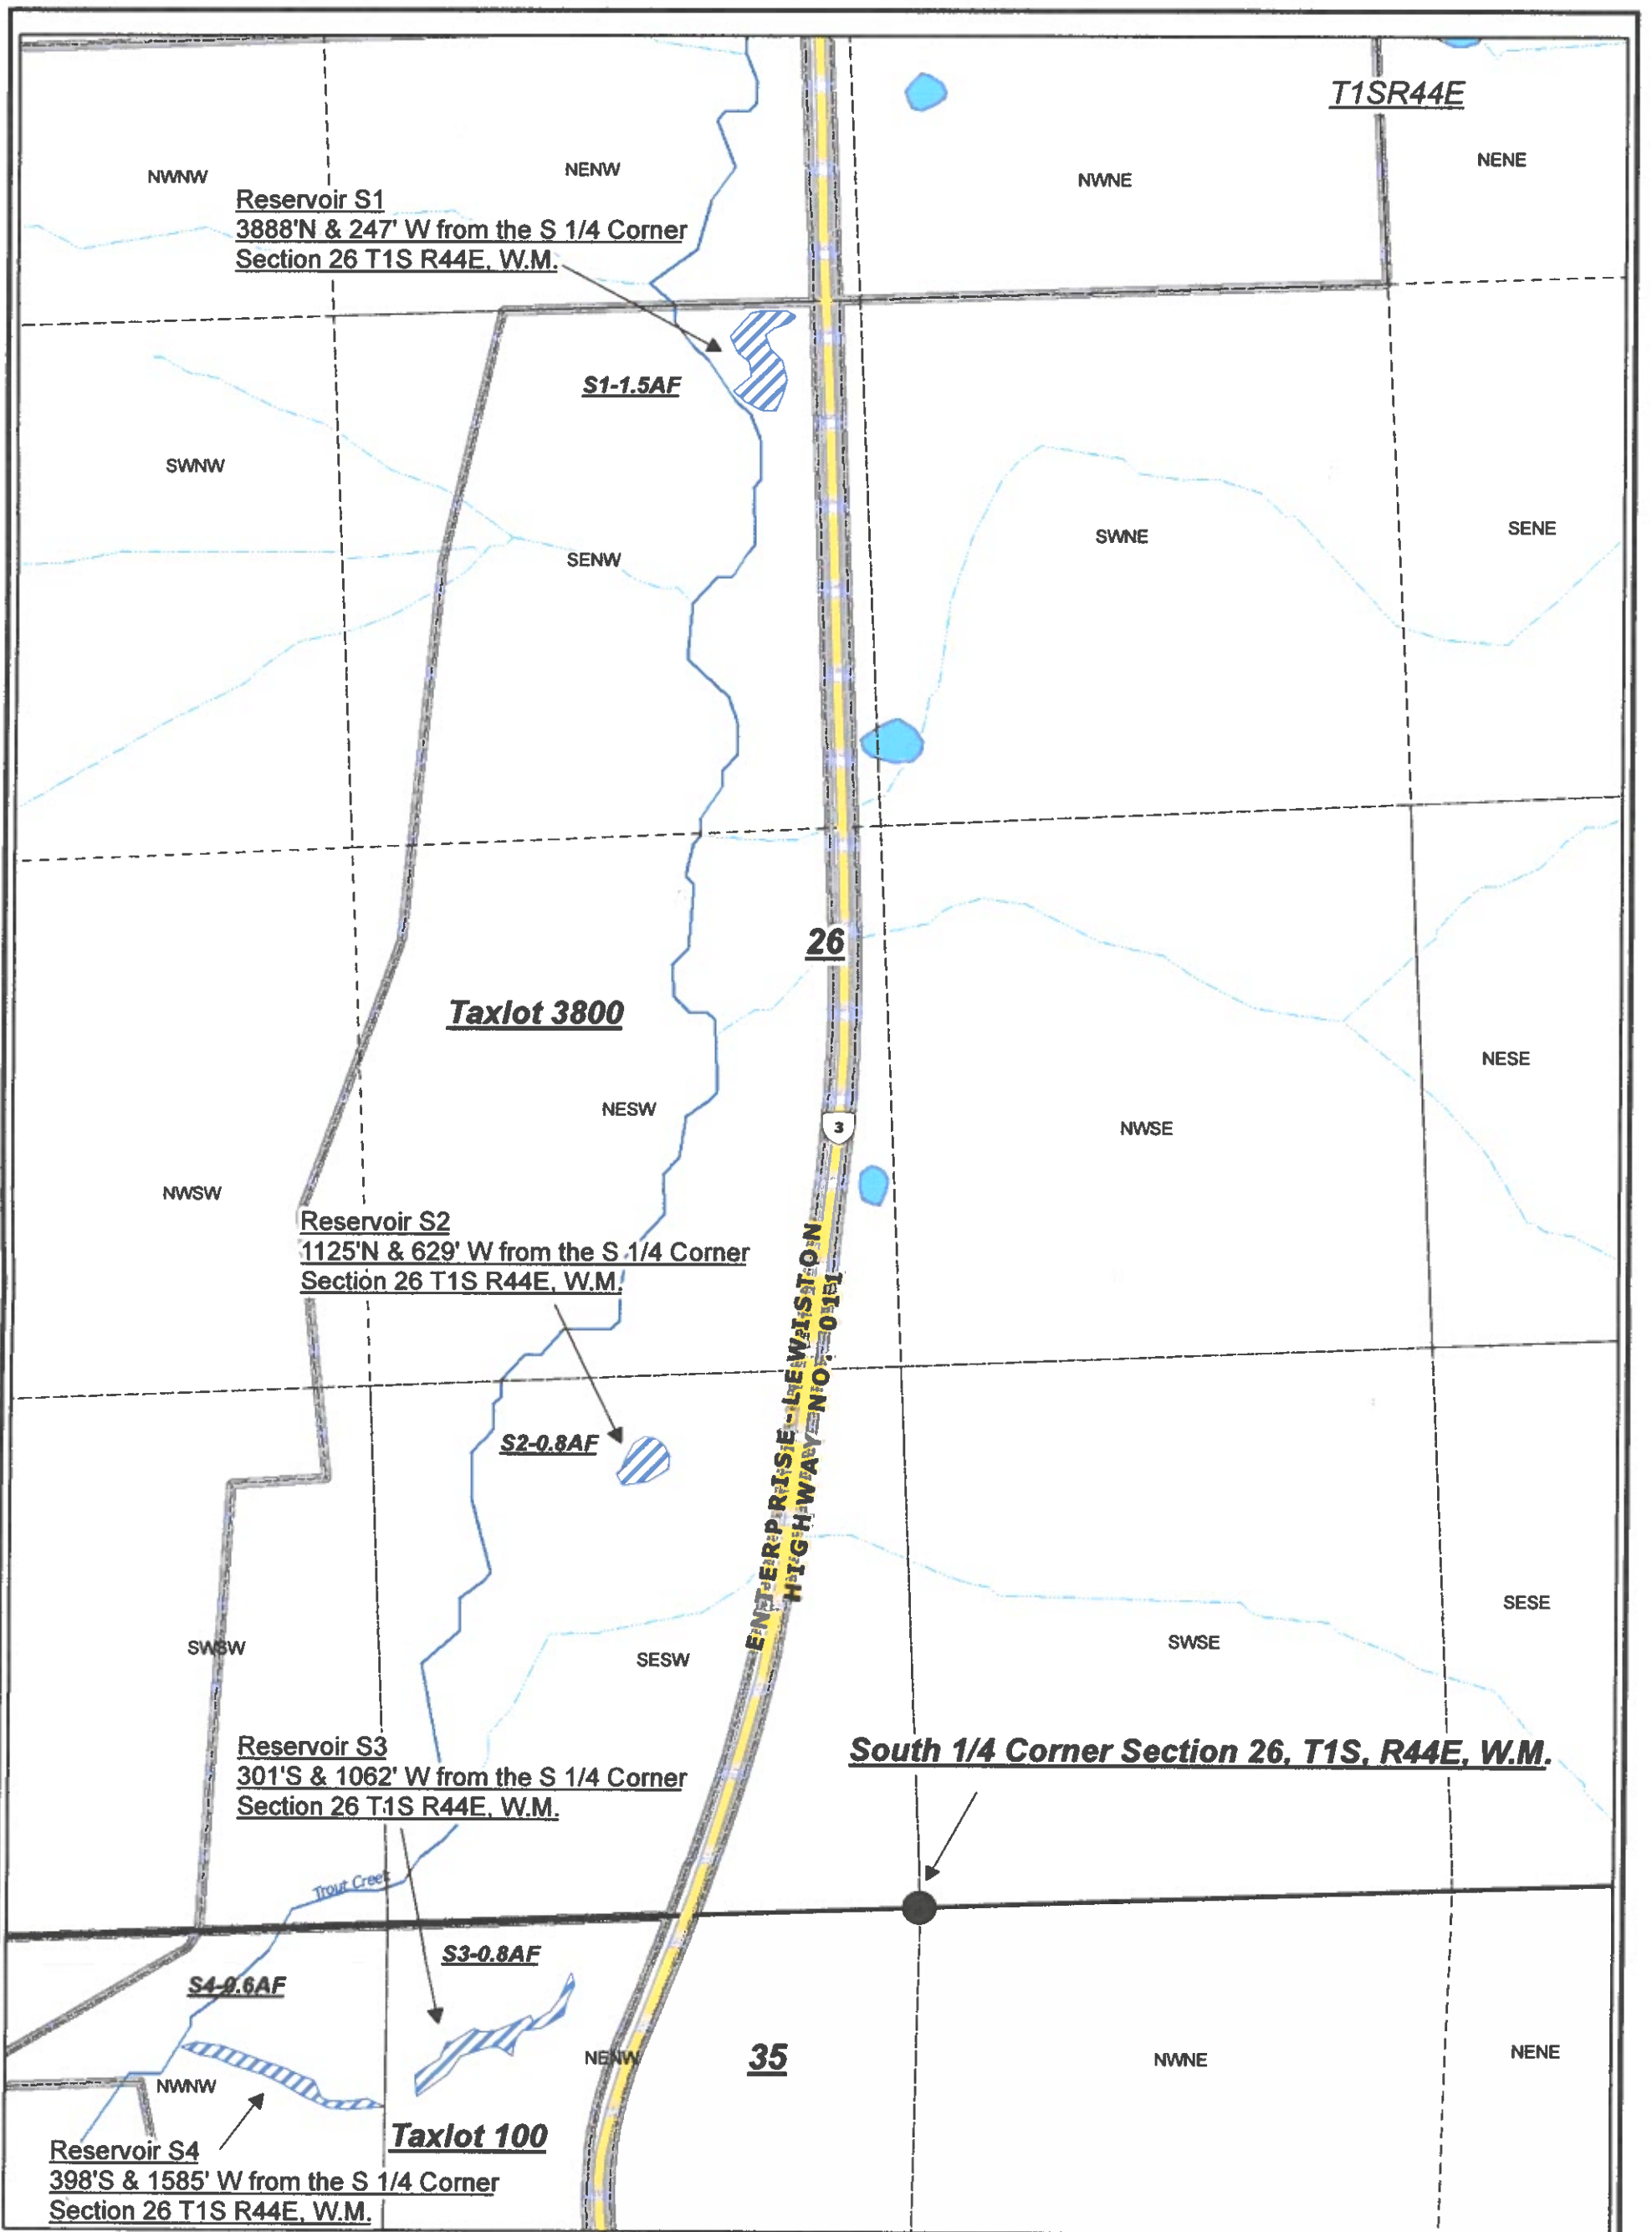 T1SR44E
NWNW
NENW
NWNE
NENE
Reservoir S1
3888'N & 247' W from the S 1/4 Corner
Section 26 T1S R44E, W.M.
S1-1.5AF
SWNW
SENW
SWNE
SENE
26
Taxlot 3800
NESW
NWSE
NESE
3
NWSW
Reservoir S2
1125'N & 629' W from the S 1/4 Corner
Section 26 T1S R44E, W.M.
ENTERPRISE-LEWISTON
HIGHWAY NO. 011
S2-0.8AF
SWSW
SESW
SWSE
SESE
Reservoir S3
301'S & 1062' W from the S 1/4 Corner
Section 26 T1S R44E, W.M.
South 1/4 Corner Section 26, T1S, R44E, W.M.
Trout Creek
S3-0.8AF
S4-0.6AF
NWNW
NENW
35
NWNE
NENE
Taxlot 100
Reservoir S4
398'S & 1585' W from the S 1/4 Corner
Section 26 T1S R44E, W.M.